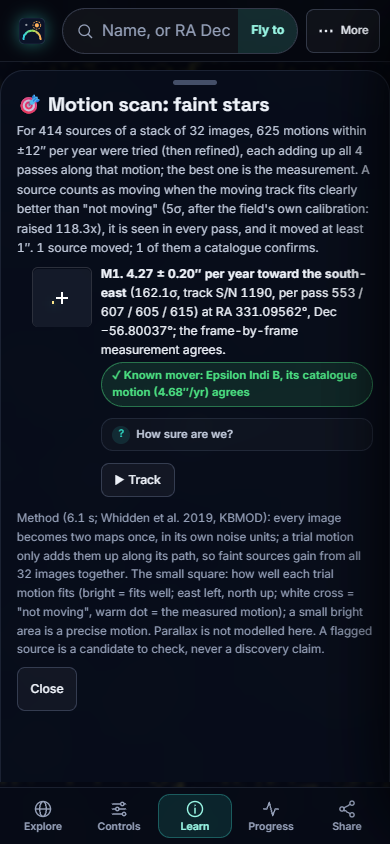 Name, or RA Dec
Fly to
··· More
Motion scan: faint stars
For 414 sources of a stack of 32 images, 625 motions within
±12″ per year were tried (then refined), each adding up all 4
passes along that motion; the best one is the measurement. A
source counts as moving when the moving track fits clearly
better than "not moving" (5σ, after the field's own calibration:
raised 118.3x), it is seen in every pass, and it moved at least
1″. 1 source moved; 1 of them a catalogue confirms.
M1. 4.27 ± 0.20″ per year toward the south-
east (162.1σ, track S/N 1190, per pass 553 /
607 / 605 / 615) at RA 331.09562°, Dec
−56.80037°; the frame-by-frame
measurement agrees.
✓ Known mover: Epsilon Indi B, its catalogue
motion (4.68″/yr) agrees
? How sure are we?
▶ Track
Method (6.1 s; Whidden et al. 2019, KBMOD): every image
becomes two maps once, in its own noise units; a trial motion
only adds them up along its path, so faint sources gain from all
32 images together. The small square: how well each trial
motion fits (bright = fits well; east left, north up; white cross =
"not moving", warm dot = the measured motion); a small bright
area is a precise motion. Parallax is not modelled here. A flagged
source is a candidate to check, never a discovery claim.
Close
Explore
Controls
Learn
Progress
Share